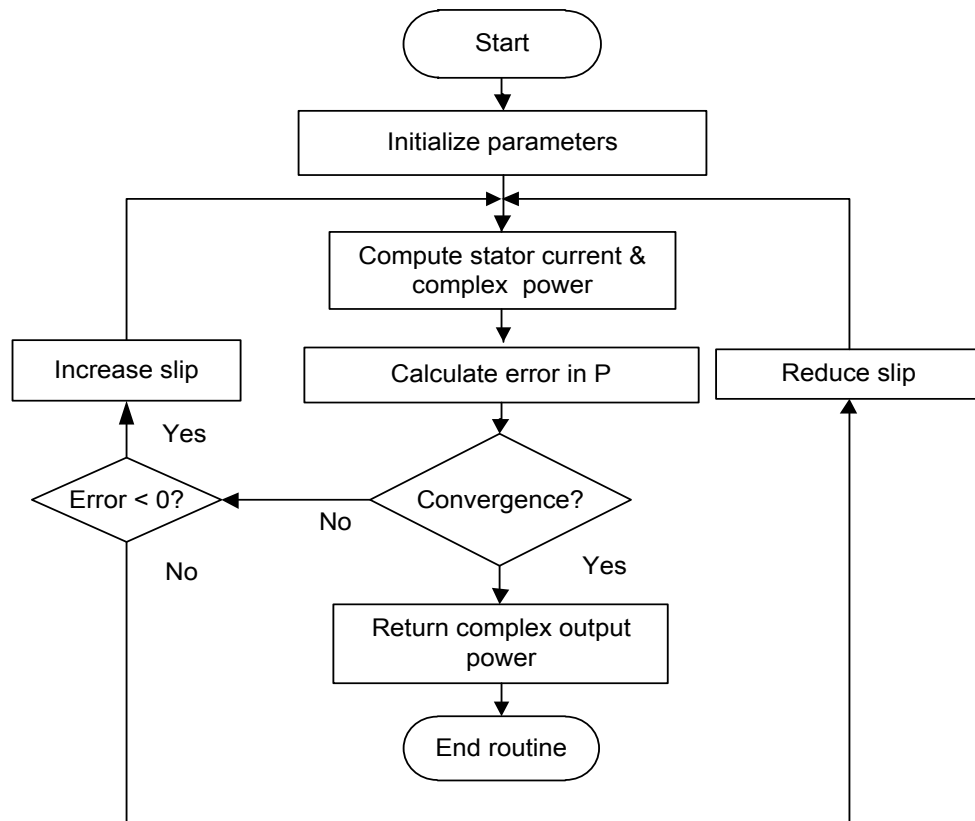 Start
Initialize parameters
Compute stator current &
complex power
Increase slip
Calculate error in P
Reduce slip
Yes
Error < 0?
Convergence?
No
No
Yes
Return complex output
power
End routine